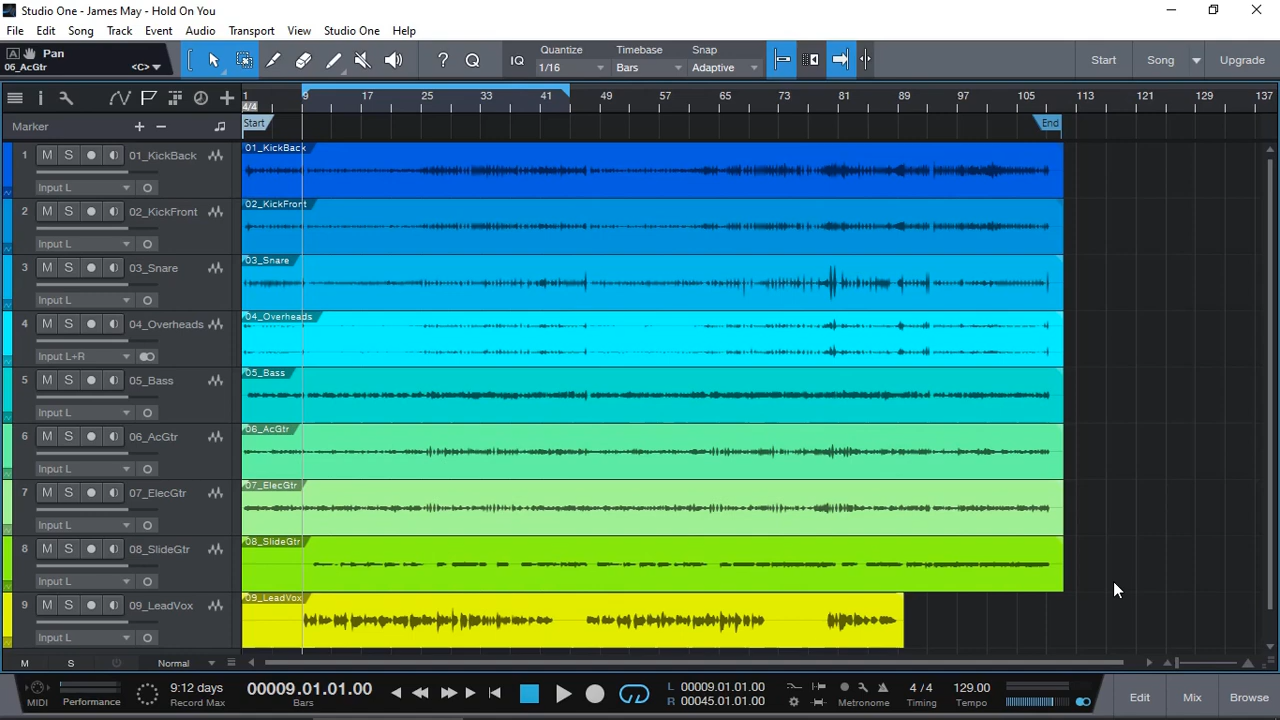 Studio One - James May - Hold On You
File Edit Song Track Event Audio Transport View Studio One Help
A Pan
06_AcGtr <C>
IQ
Quantize Timebase Snap
1/16 Bars Adaptive
Start Song Upgrade
1 9 17 25 33 41 49 57 65 73 81 89 97 105 113 121 129 137
4/4
Marker
Start End
1 M S 01_KickBack 01_KickBack
Input L
2 M S 02_KickFront 02_KickFront
Input L
3 M S 03_Snare 03_Snare
Input L
4 M S 04_Overheads 04_Overheads
Input L+R
5 M S 05_Bass 05_Bass
Input L
6 M S 06_AcGtr 06_AcGtr
Input L
7 M S 07_ElecGtr 07_ElecGtr
Input L
8 M S 08_SlideGtr 08_SlideGtr
Input L
9 M S 09_LeadVox 09_LeadVox
Input L
M S Normal
MIDI Performance
9:12 days
Record Max
00009.01.01.00
Bars
L 00009.01.01.00
R 00045.01.01.00
Metronome
4 / 4
Timing
129.00
Tempo
Edit Mix Browse